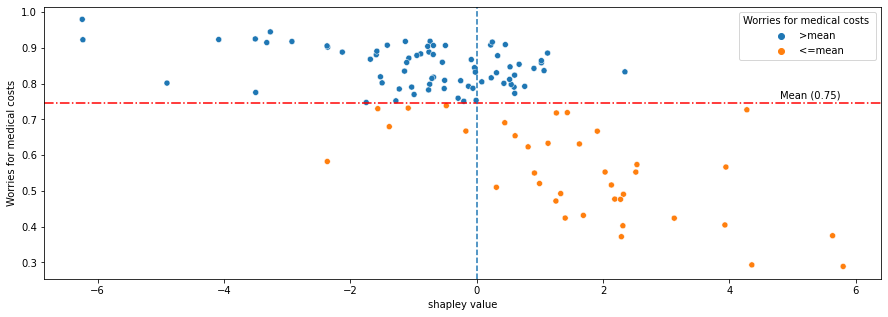 Worries for medical costs
>mean
<=mean
Mean (0.75)
1.0
0.9
0.8
0.7
0.6
0.5
0.4
0.3
Worries for medical costs
−6
−4
−2
0
2
4
6
shapley value